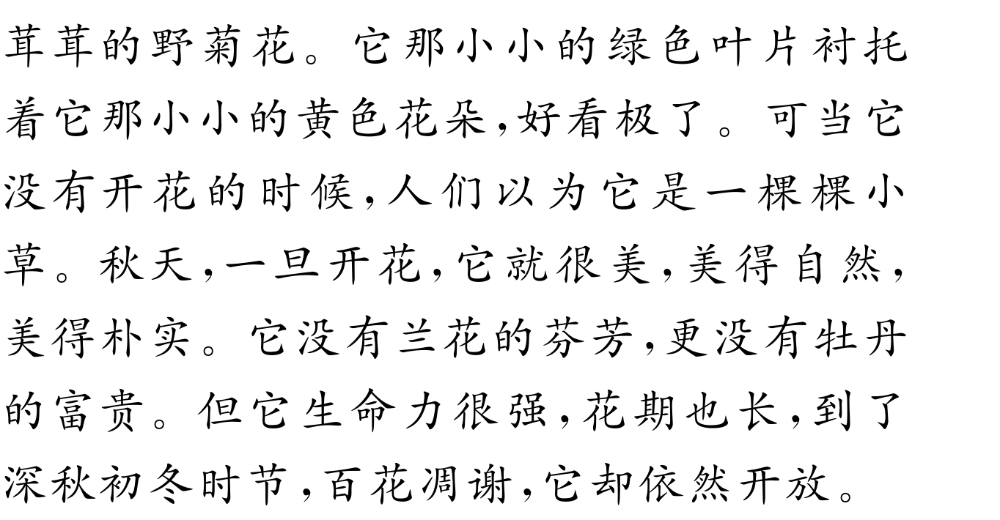 茸茸的野菊花。它那小小的绿色叶片衬托
着它那小小的黄色花朵,好看极了。可当它
没有开花的时候,人们以为它是一棵棵小
草。秋天,一旦开花,它就很美,美得自然,
美得朴实。它没有兰花的芬芳,更没有牡丹
的富贵。但它生命力很强,花期也长,到了
深秋初冬时节,百花凋谢,它却依然开放。